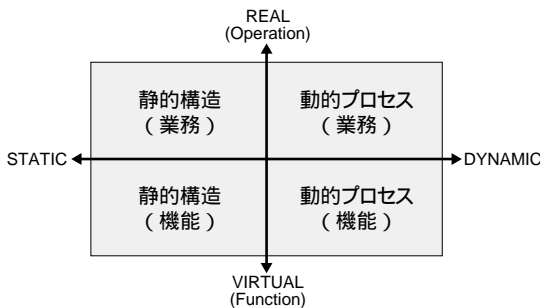 REAL
(Operation)
静的構造
（業務）
動的プロセス
（業務）
STATIC
DYNAMIC
静的構造
（機能）
動的プロセス
（機能）
VIRTUAL
(Function)